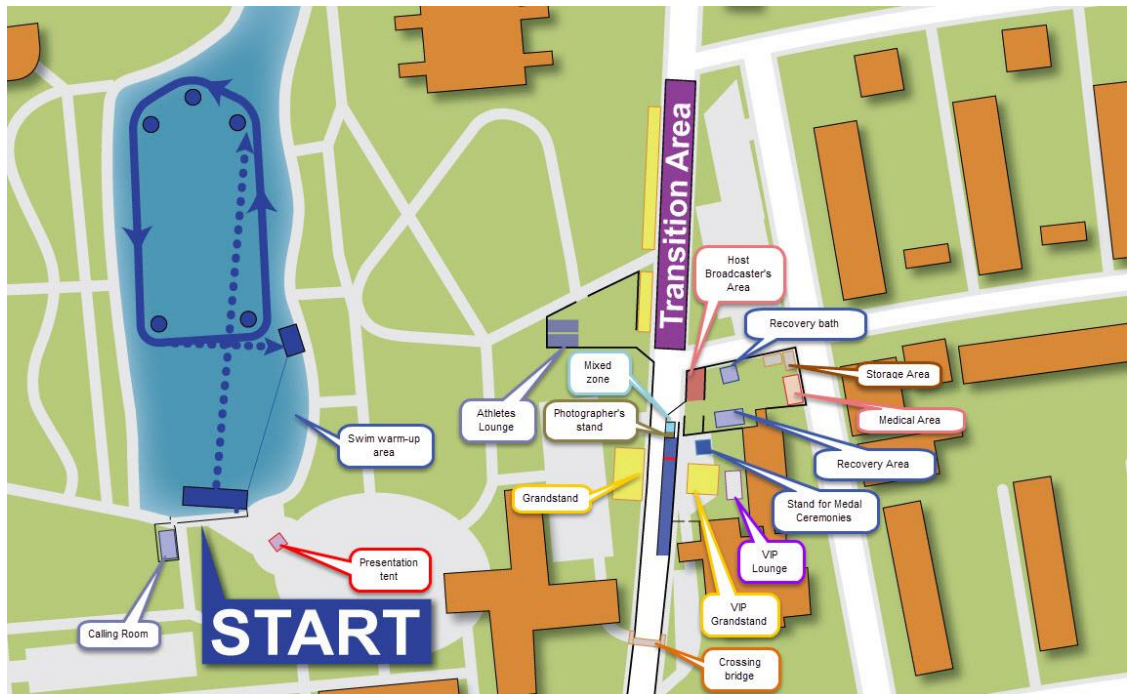 Transition Area
Host
Broadcaster's
Area
Recovery bath
Mixed
zone
Storage Area
Athletes
Lounge
Photographer's
stand
Medical Area
Swim warm-up
area
Recovery Area
Grandstand
Stand for Medal
Ceremonies
Presentation
tent
VIP
Lounge
START
VIP
Grandstand
Calling Room
Crossing
bridge